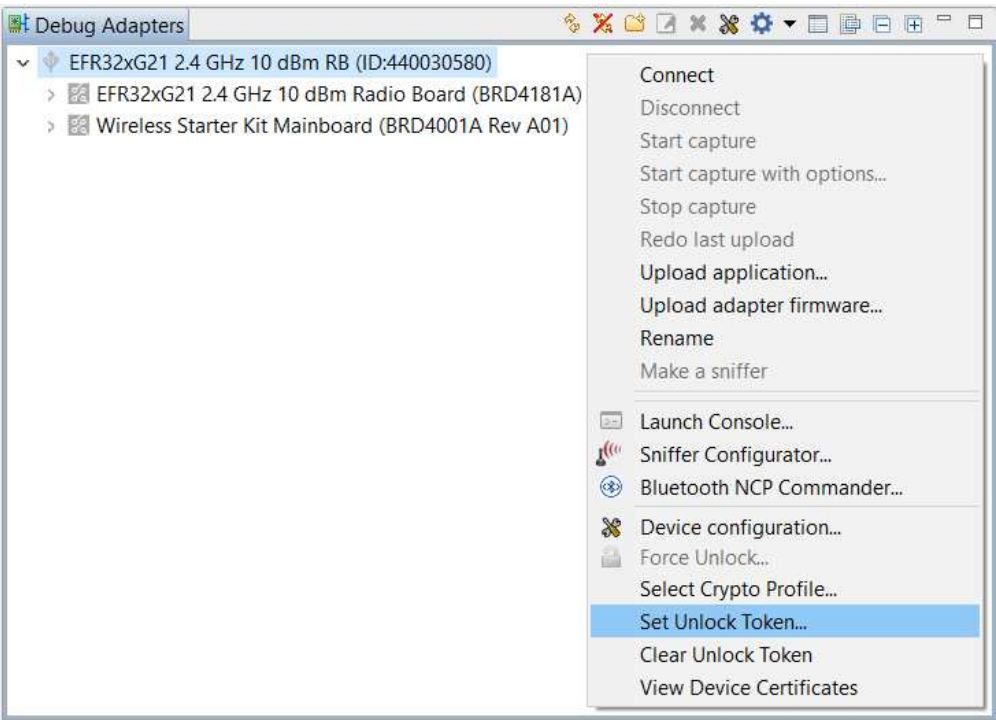 Debug Adapters
EFR32xG21 2.4 GHz 10 dBm RB (ID:440030580)
EFR32xG21 2.4 GHz 10 dBm Radio Board (BRD4181A)
Wireless Starter Kit Mainboard (BRD4001A Rev A01)
Connect
Disconnect
Start capture
Start capture with options...
Stop capture
Redo last upload
Upload application...
Upload adapter firmware...
Rename
Make a sniffer
Launch Console...
Sniffer Configurator...
Bluetooth NCP Commander...
Device configuration...
Force Unlock...
Select Crypto Profile...
Set Unlock Token...
Clear Unlock Token
View Device Certificates